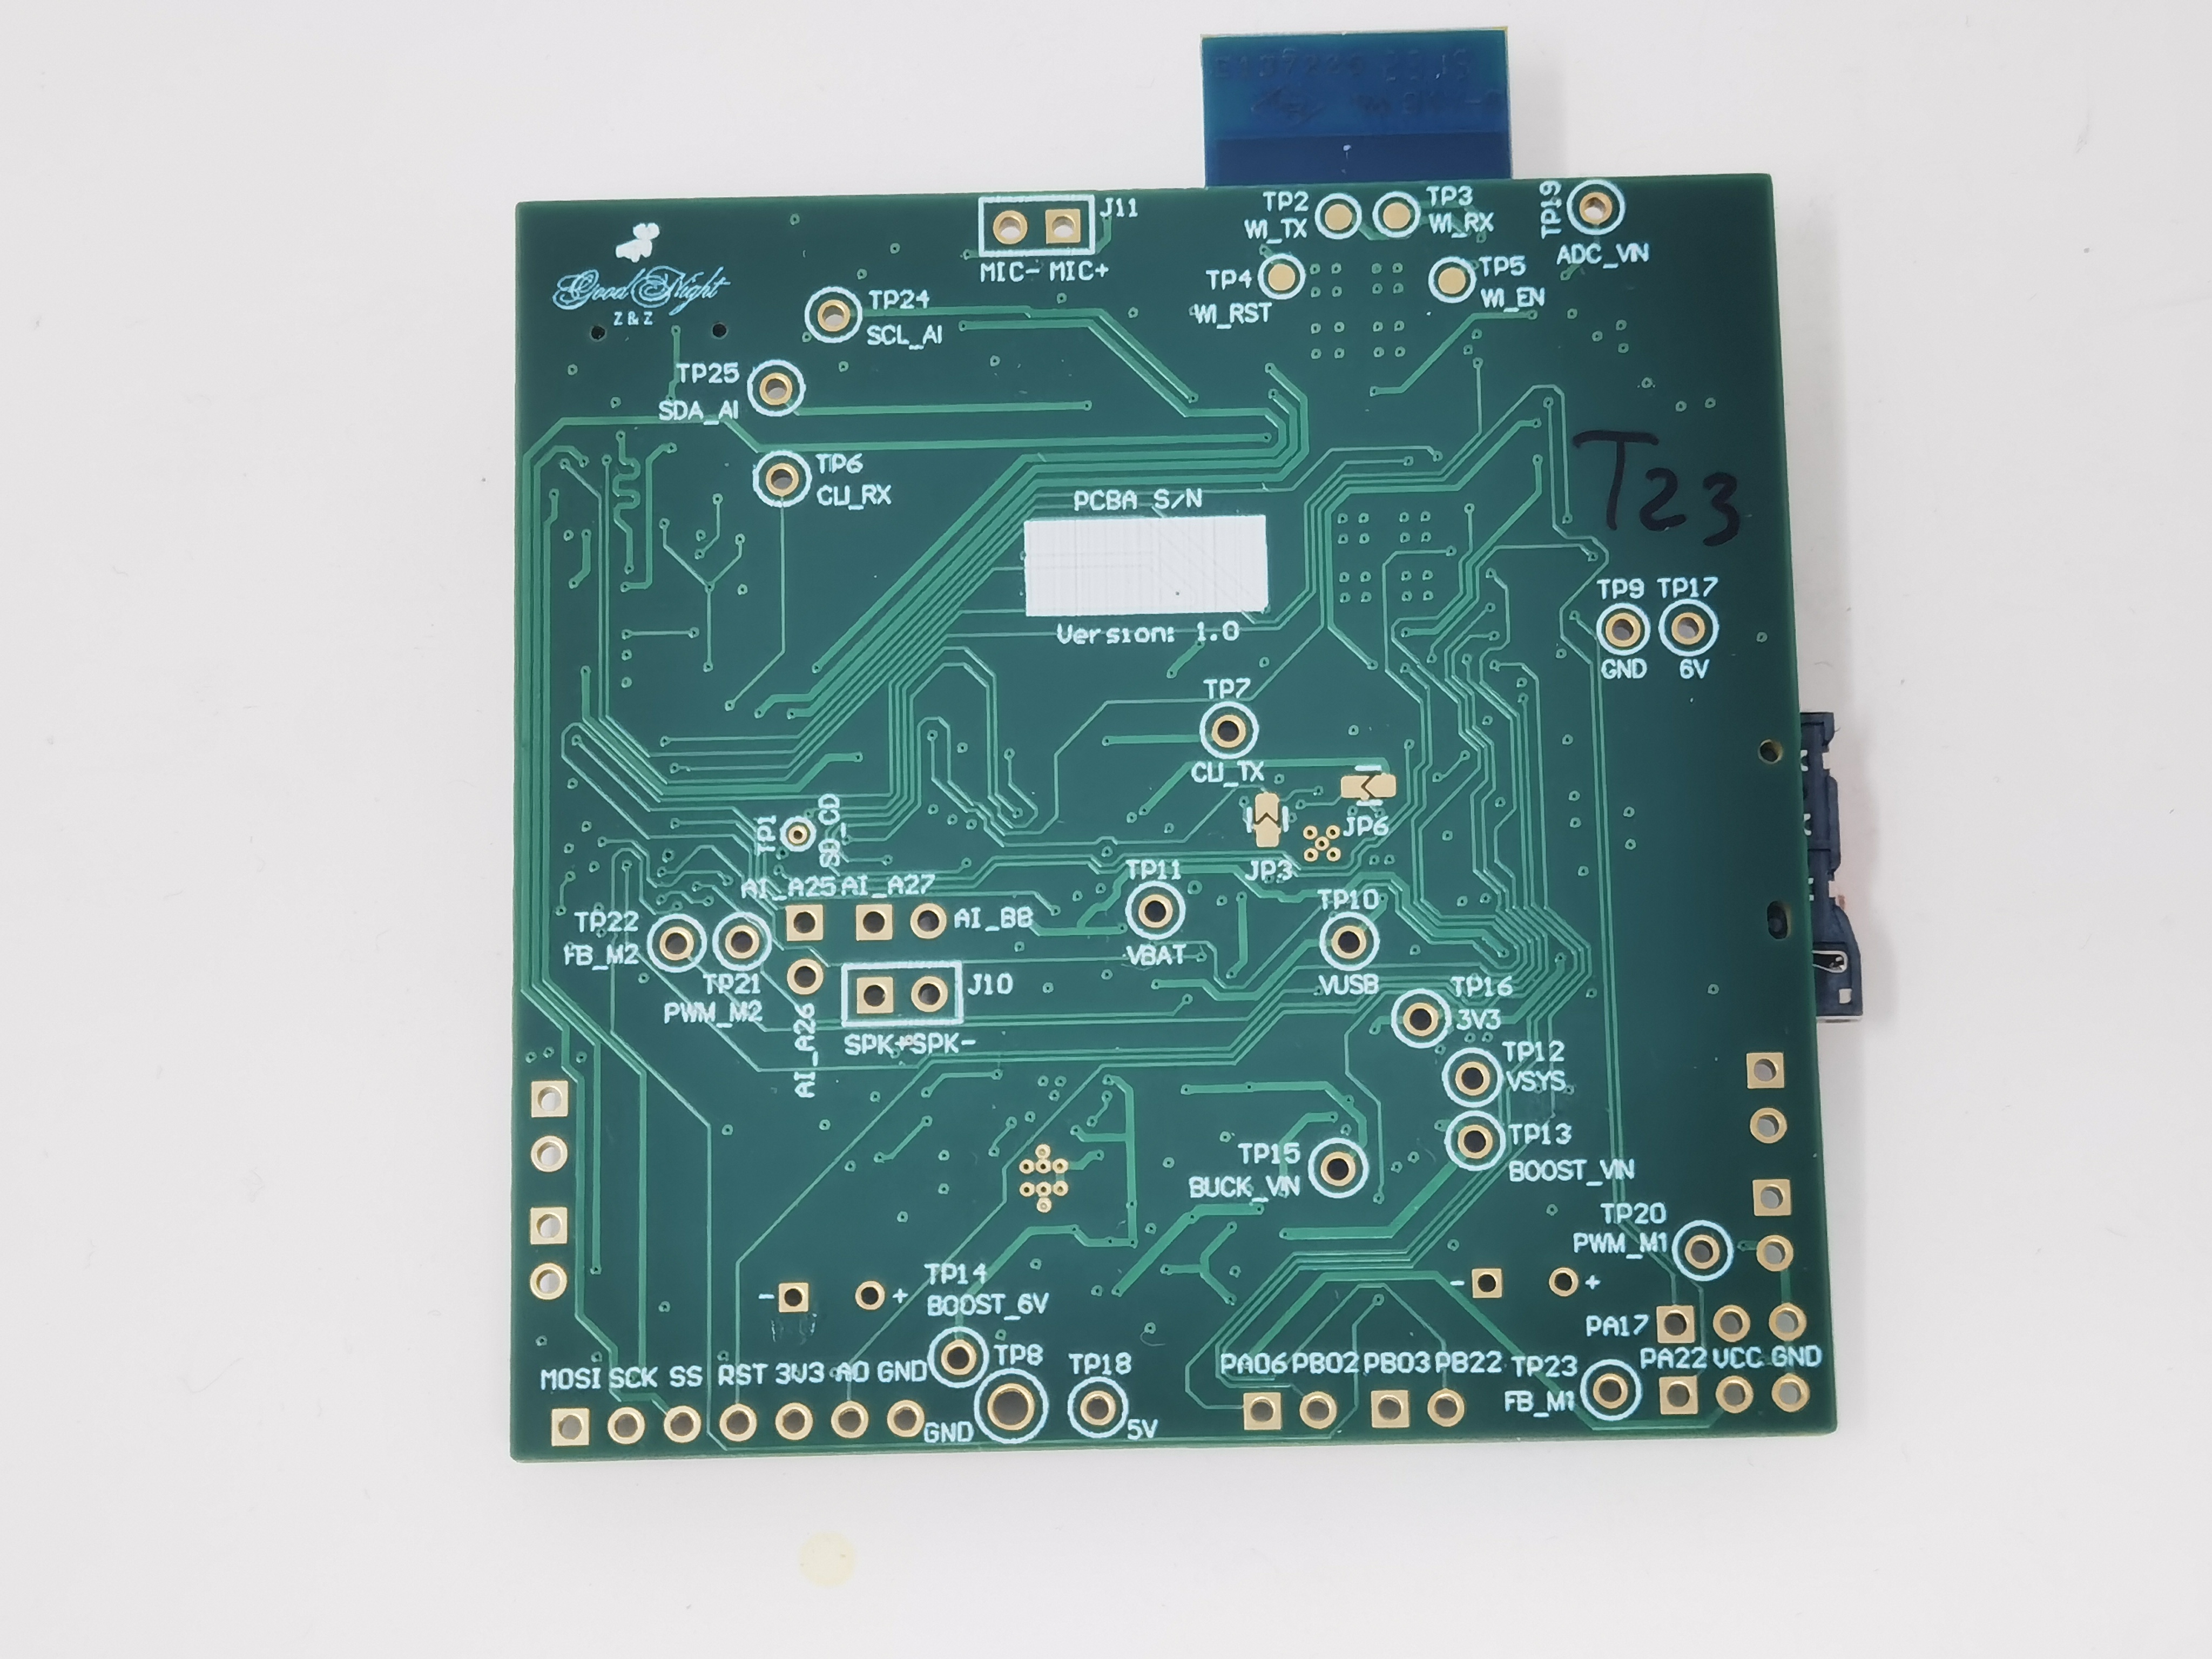 J11
MIC- MIC+
TP2
WI_TX
TP3
WI_RX
TP19
ADC_VIN
TP4
WI_RST
TP5
WI_EN
Good Night
Z & Z
TP24
SCL_AI
TP25
SDA_AI
TP6
CLI_RX
T23
PCBA S/N
Version: 1.0
TP9 TP17
GND 6V
TP7
CLI_TX
JP6
JP3
TP1
SD_CD
AI_A25 AI_A27
AI_BB
TP11
VBAT
TP10
VUSB
TP22
FB_M2
TP21
PWM_M2
AI_A26
J10
SPK+ SPK-
TP16
3V3
TP12
VSYS
TP13
BOOST_VIN
TP15
BUCK_VIN
TP20
PWM_M1
TP14
BOOST_6V
- +
- +
PA17
PA22 VCC GND
MOSI SCK SS RST 3V3 A0 GND
TP8
GND
TP18
5V
PA06 PB02 PB03 PB22
TP23
FB_M1